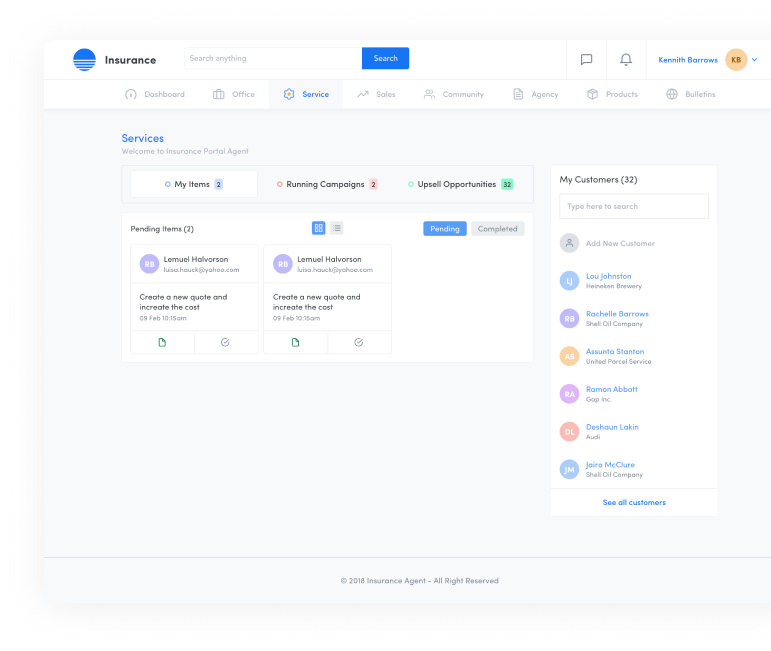 Insurance
Search anything
Search
Kennith Barrows
KB
Dashboard
Office
Service
Sales
Community
Agency
Products
Bulletins
Services
Welcome to Insurance Portal Agent
My Items 2
Running Campaigns 2
Upsell Opportunities 32
My Customers (32)
Type here to search
Pending Items (2)
Pending
Completed
RB
Lemuel Halvorson
luisa.hauck@yahoo.com
Create a new quote and
increate the cost
09 Feb 10:15am
RB
Lemuel Halvorson
luisa.hauck@yahoo.com
Create a new quote and
increate the cost
09 Feb 10:15am
Add New Customer
LJ
Lou Johnston
Heineken Brewery
RB
Rachelle Barrows
Shell Oil Company
AS
Assunta Stanton
United Parcel Service
RA
Ramon Abbott
Gap Inc.
DL
Deshaun Lakin
Audi
JM
Jairo McClure
Shell Oil Company
See all customers
© 2018 Insurance Agent - All Right Reserved